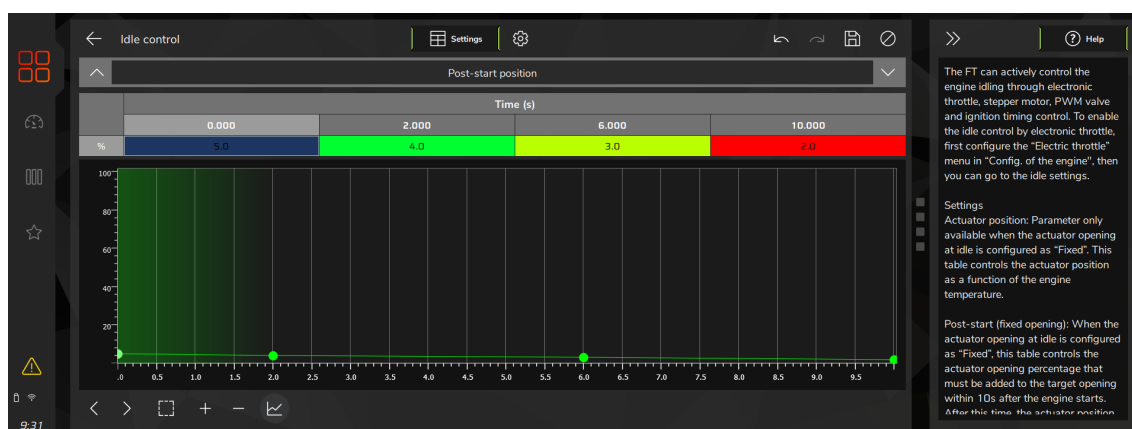 Idle control
Settings
Help
Post-start position
Time (s)
0.000 2.000 6.000 10.000
% 5.0 4.0 3.0 2.0
100
80
60
40
20
.0 0.5 1.0 1.5 2.0 2.5 3.0 3.5 4.0 4.5 5.0 5.5 6.0 6.5 7.0 7.5 8.0 8.5 9.0 9.5
9:31
The FT can actively control the
engine idling through electronic
throttle, stepper motor, PWM valve
and ignition timing control. To enable
the idle control by electronic throttle,
first configure the “Electric throttle”
menu in “Config. of the engine", then
you can go to the idle settings.
Settings
Actuator position: Parameter only
available when the actuator opening
at idle is configured as “Fixed”. This
table controls the actuator position
as a function of the engine
temperature.
Post-start (fixed opening): When the
actuator opening at idle is configured
as “Fixed”, this table controls the
actuator opening percentage that
must be added to the target opening
within 10s after the engine starts.
After this time, the actuator position